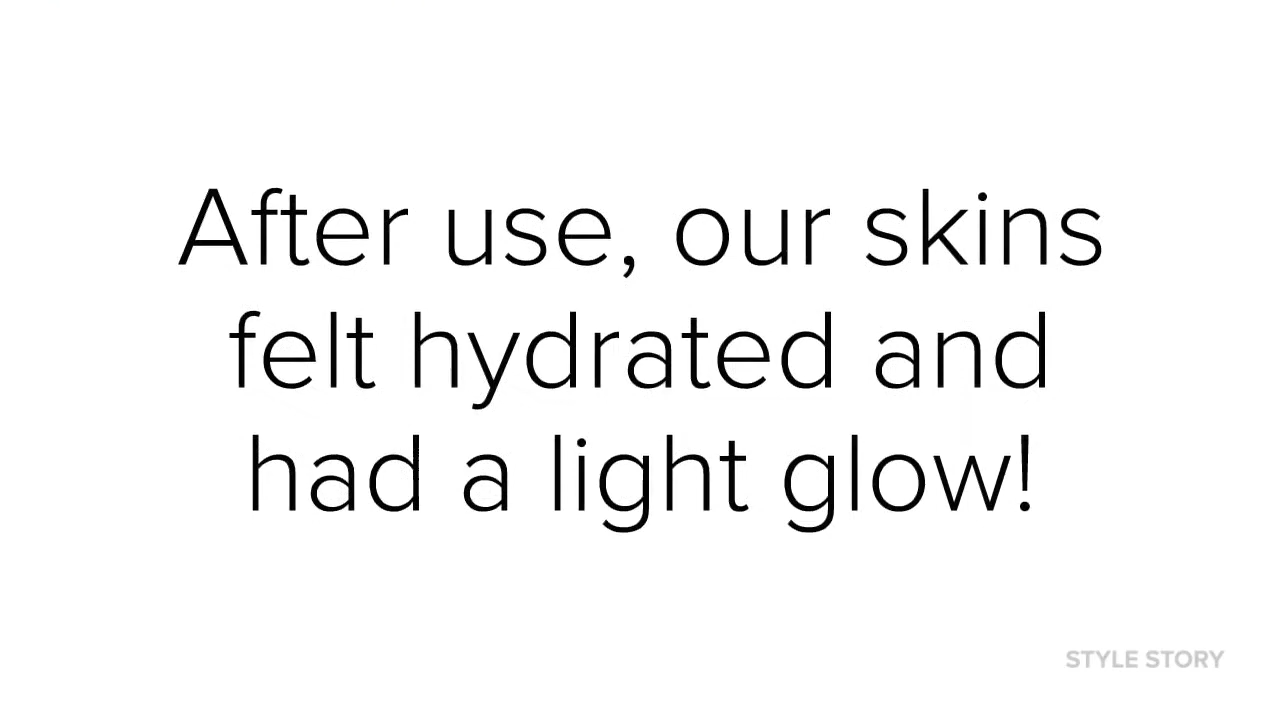 After use, our skins
felt hydrated and
had a light glow!
STYLE STORY